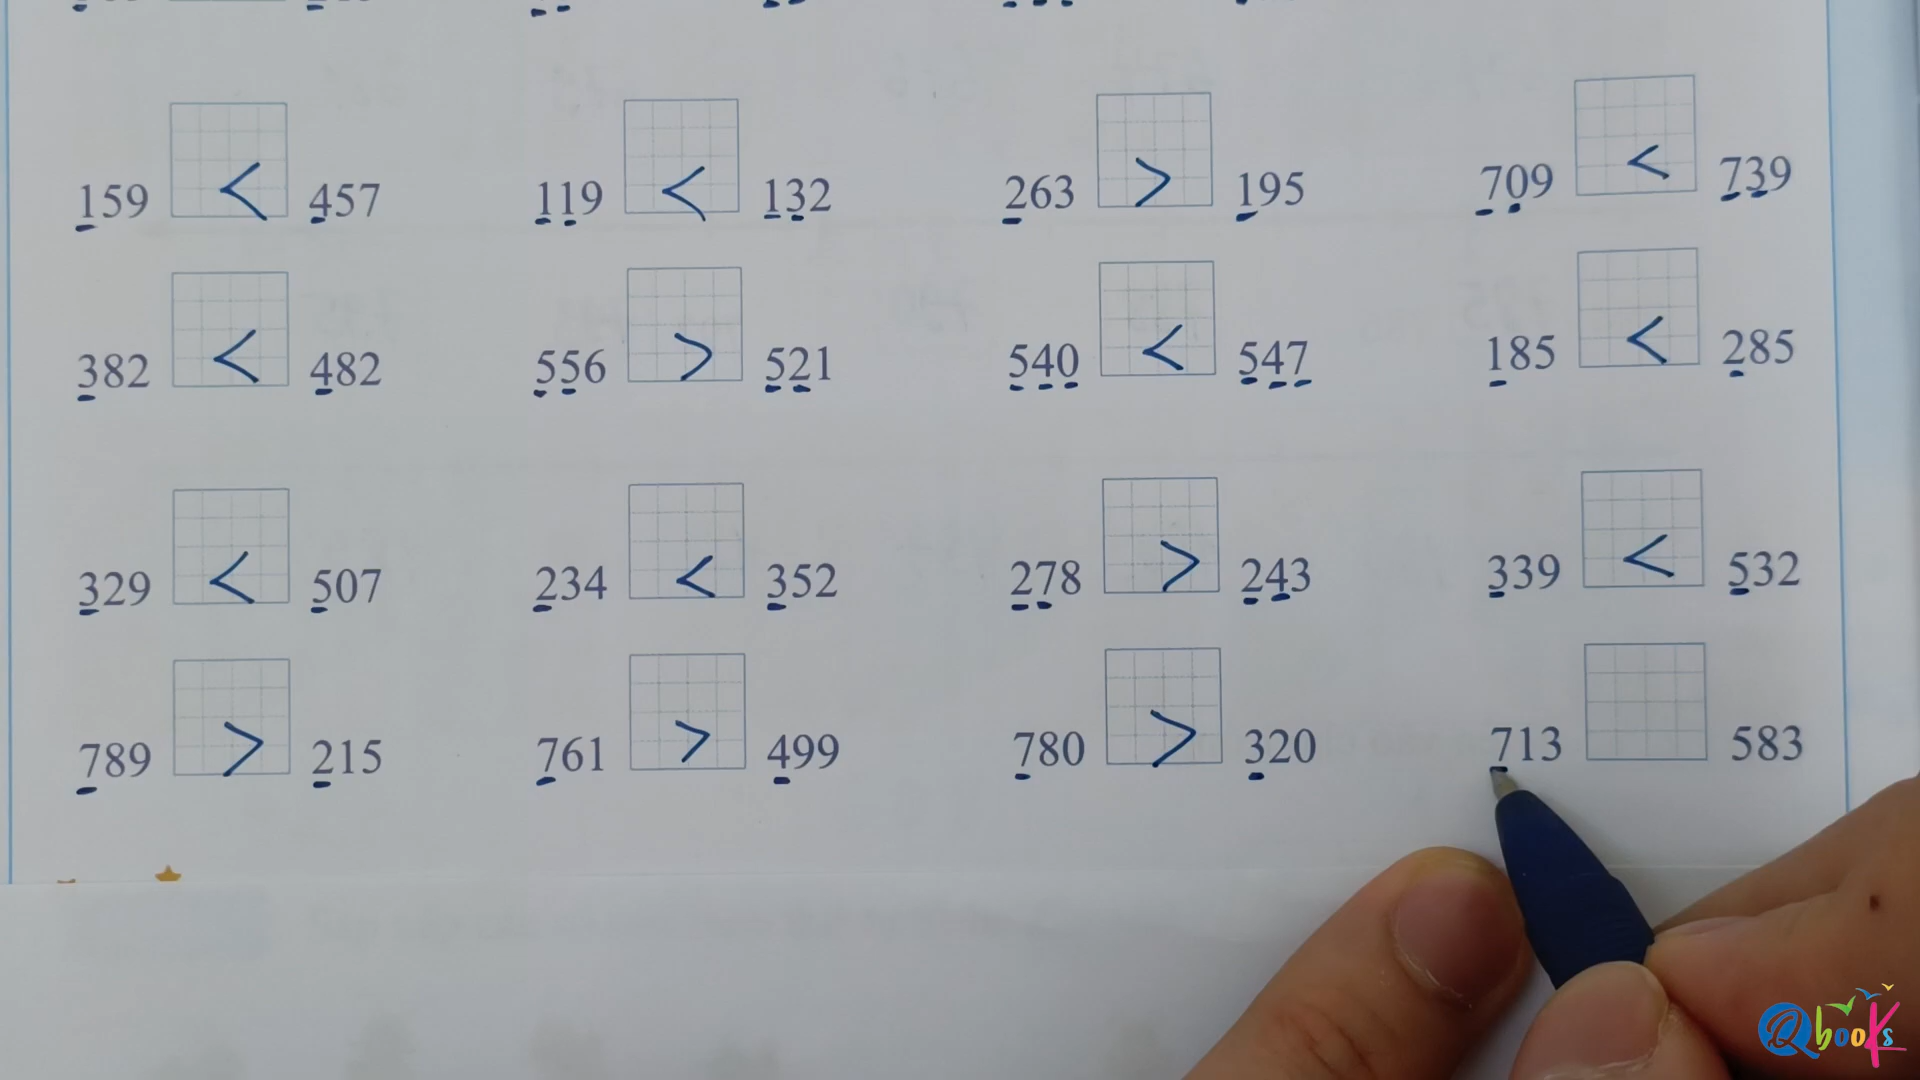 159 < 457 119 < 132 263 > 195 709 < 739
382 < 482 556 > 521 540 < 547 185 < 285
329 < 507 234 < 352 278 > 243 339 < 532
789 > 215 761 > 499 780 > 320 713 583
Qbooks